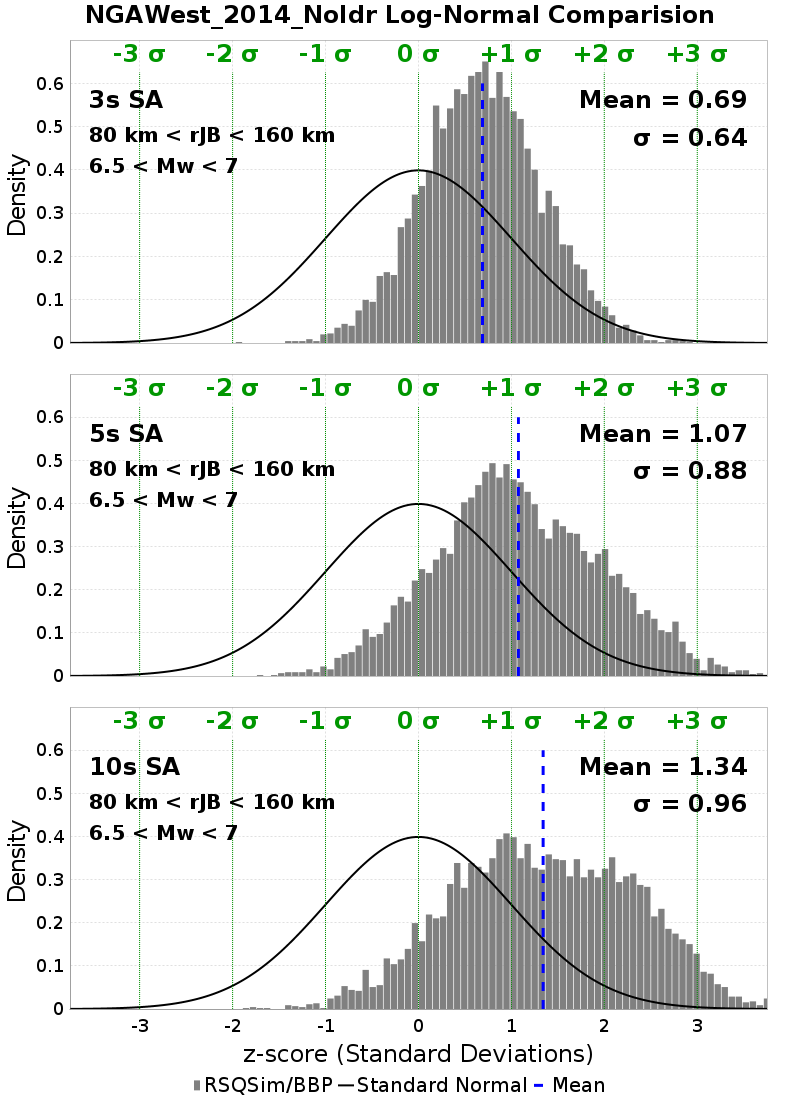 NGAWest_2014_NoIdr Log-Normal Comparision
-3 σ -2 σ -1 σ 0 σ +1 σ +2 σ +3 σ
3s SA
80 km < rJB < 160 km
6.5 < Mw < 7
Mean = 0.69
σ = 0.64
Density
0.6
0.5
0.4
0.3
0.2
0.1
0
-3 σ -2 σ -1 σ 0 σ +1 σ +2 σ +3 σ
5s SA
80 km < rJB < 160 km
6.5 < Mw < 7
Mean = 1.07
σ = 0.88
Density
0.6
0.5
0.4
0.3
0.2
0.1
0
-3 σ -2 σ -1 σ 0 σ +1 σ +2 σ +3 σ
10s SA
80 km < rJB < 160 km
6.5 < Mw < 7
Mean = 1.34
σ = 0.96
Density
0.6
0.5
0.4
0.3
0.2
0.1
0
-3 -2 -1 0 1 2 3
z-score (Standard Deviations)
RSQSim/BBP Standard Normal Mean